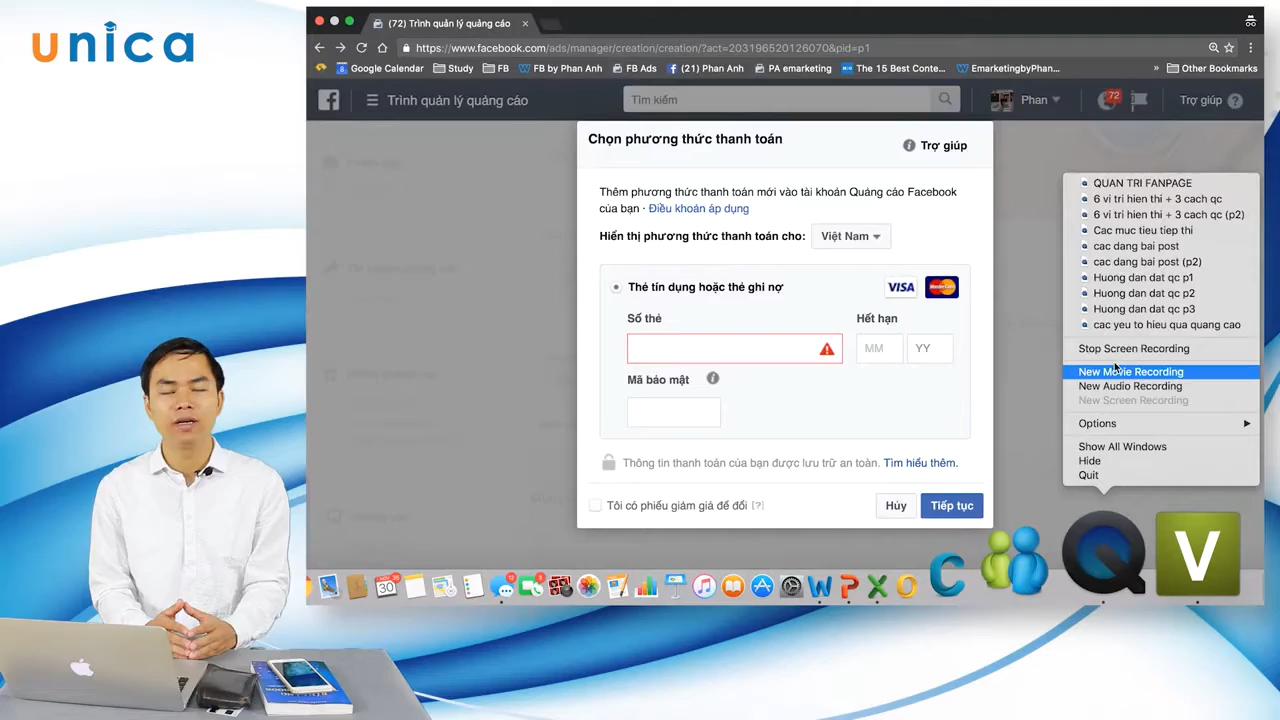 unica
(72) Trình quản lý quảng cáo
https://www.facebook.com/ads/manager/creation/creation/?act=203196520126070&pid=p1
Google Calendar Study FB FB by Phan Anh FB Ads (21) Phan Anh PA emarketing The 15 Best Conte... EmarketingbyPhan... » Other Bookmarks
Trình quản lý quảng cáo Tìm kiếm Phan 72 Trợ giúp
Chọn phương thức thanh toán
Trợ giúp
Thêm phương thức thanh toán mới vào tài khoản Quảng cáo Facebook
của bạn · Điều khoản áp dụng
Hiển thị phương thức thanh toán cho: Việt Nam
Thẻ tín dụng hoặc thẻ ghi nợ VISA MasterCard
Số thẻ Hết hạn
MM YY
Mã bảo mật
Thông tin thanh toán của bạn được lưu trữ an toàn. Tìm hiểu thêm.
Tôi có phiếu giảm giá để đổi [?] Hủy Tiếp tục
QUAN TRI FANPAGE
6 vi tri hien thi + 3 cach qc
6 vi tri hien thi + 3 cach qc (p2)
Cac muc tieu tiep thi
cac dang bai post
cac dang bai post (p2)
Huong dan dat qc p1
Huong dan dat qc p2
Huong dan dat qc p3
cac yeu to hieu qua quang cao
Stop Screen Recording
New Movie Recording
New Audio Recording
New Screen Recording
Options
Show All Windows
Hide
Quit